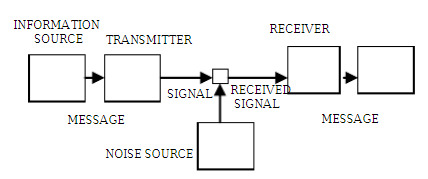 INFORMATION
SOURCE
TRANSMITTER
RECEIVER
SIGNAL
RECEIVED
SIGNAL
MESSAGE
MESSAGE
NOISE SOURCE